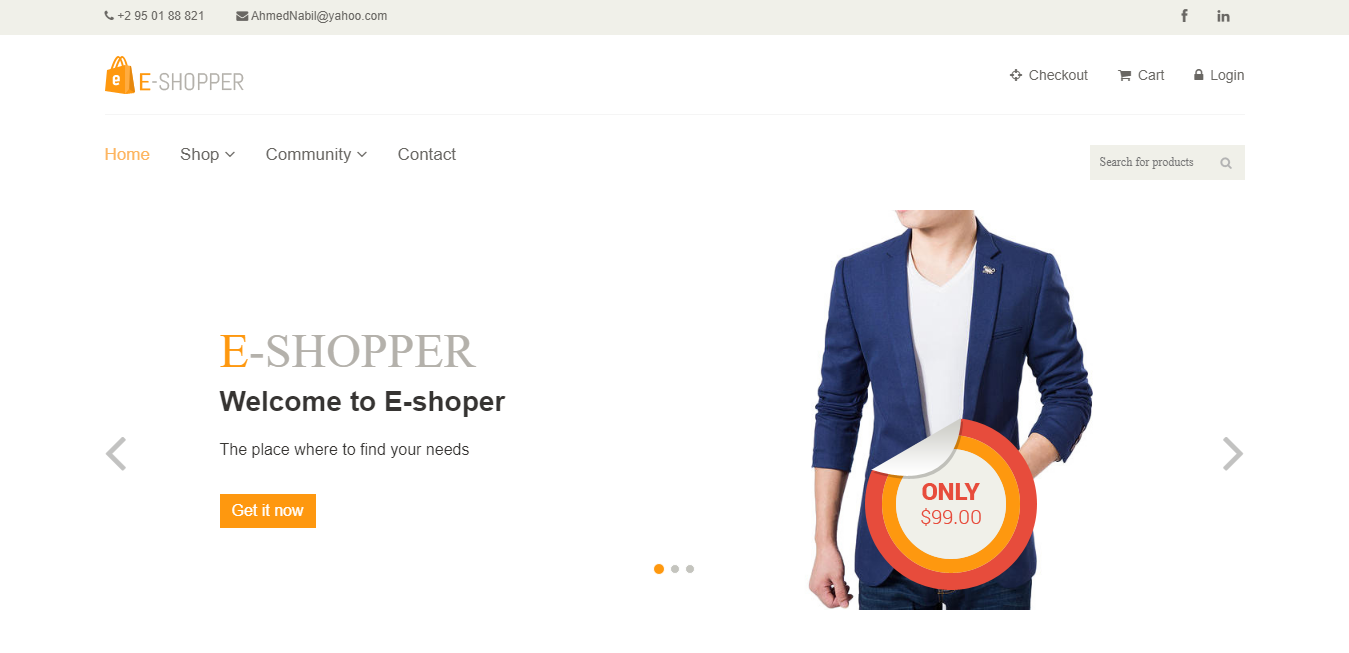 +2 95 01 88 821 AhmedNabil@yahoo.com
E-SHOPPER
Checkout Cart Login
Home Shop Community Contact
Search for products
E-SHOPPER
Welcome to E-shoper
The place where to find your needs
Get it now
ONLY
$99.00